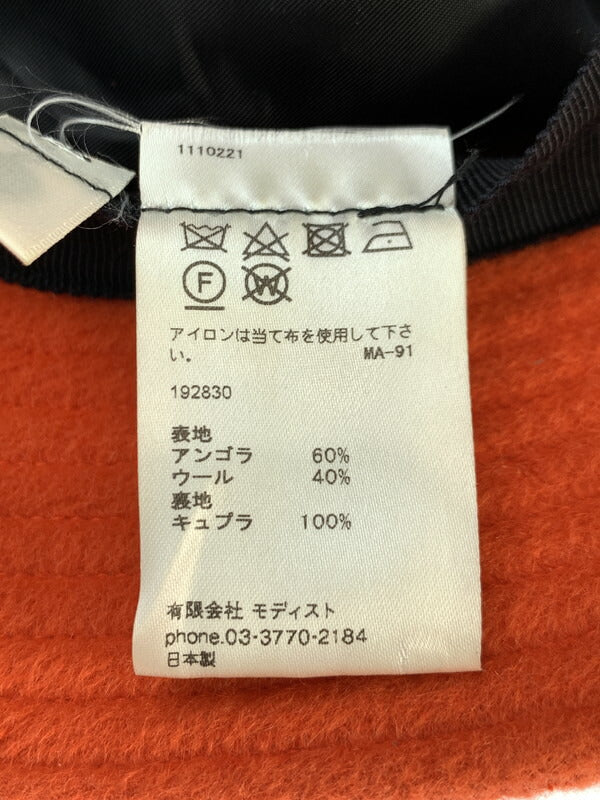 1110221
F W
アイロンは当て布を使用して下さ
い。 MA-91
192830
表地
アンゴラ 60%
ウール 40%
裏地
キュプラ 100%
有限会社 モディスト
phone.03-3770-2184
日本製